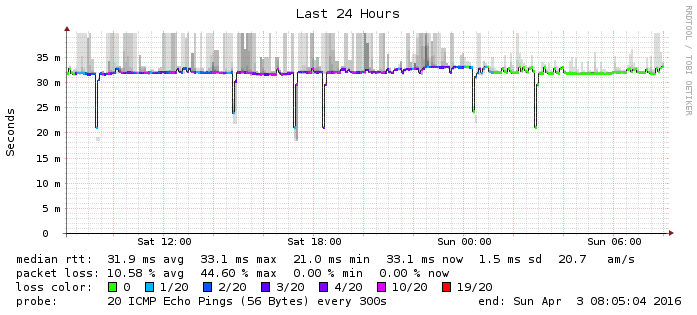 Last 24 Hours
RRDTOOL / TOBI OETIKER
Seconds
35 m
30 m
25 m
20 m
15 m
10 m
5 m
0
Sat 12:00 Sat 18:00 Sun 00:00 Sun 06:00
median rtt: 31.9 ms avg 33.1 ms max 21.0 ms min 33.1 ms now 1.5 ms sd 20.7 am/s
packet loss: 10.58 % avg 44.60 % max 0.00 % min 0.00 % now
loss color: 0 1/20 2/20 3/20 4/20 10/20 19/20
probe: 20 ICMP Echo Pings (56 Bytes) every 300s end: Sun Apr 3 08:05:04 2016